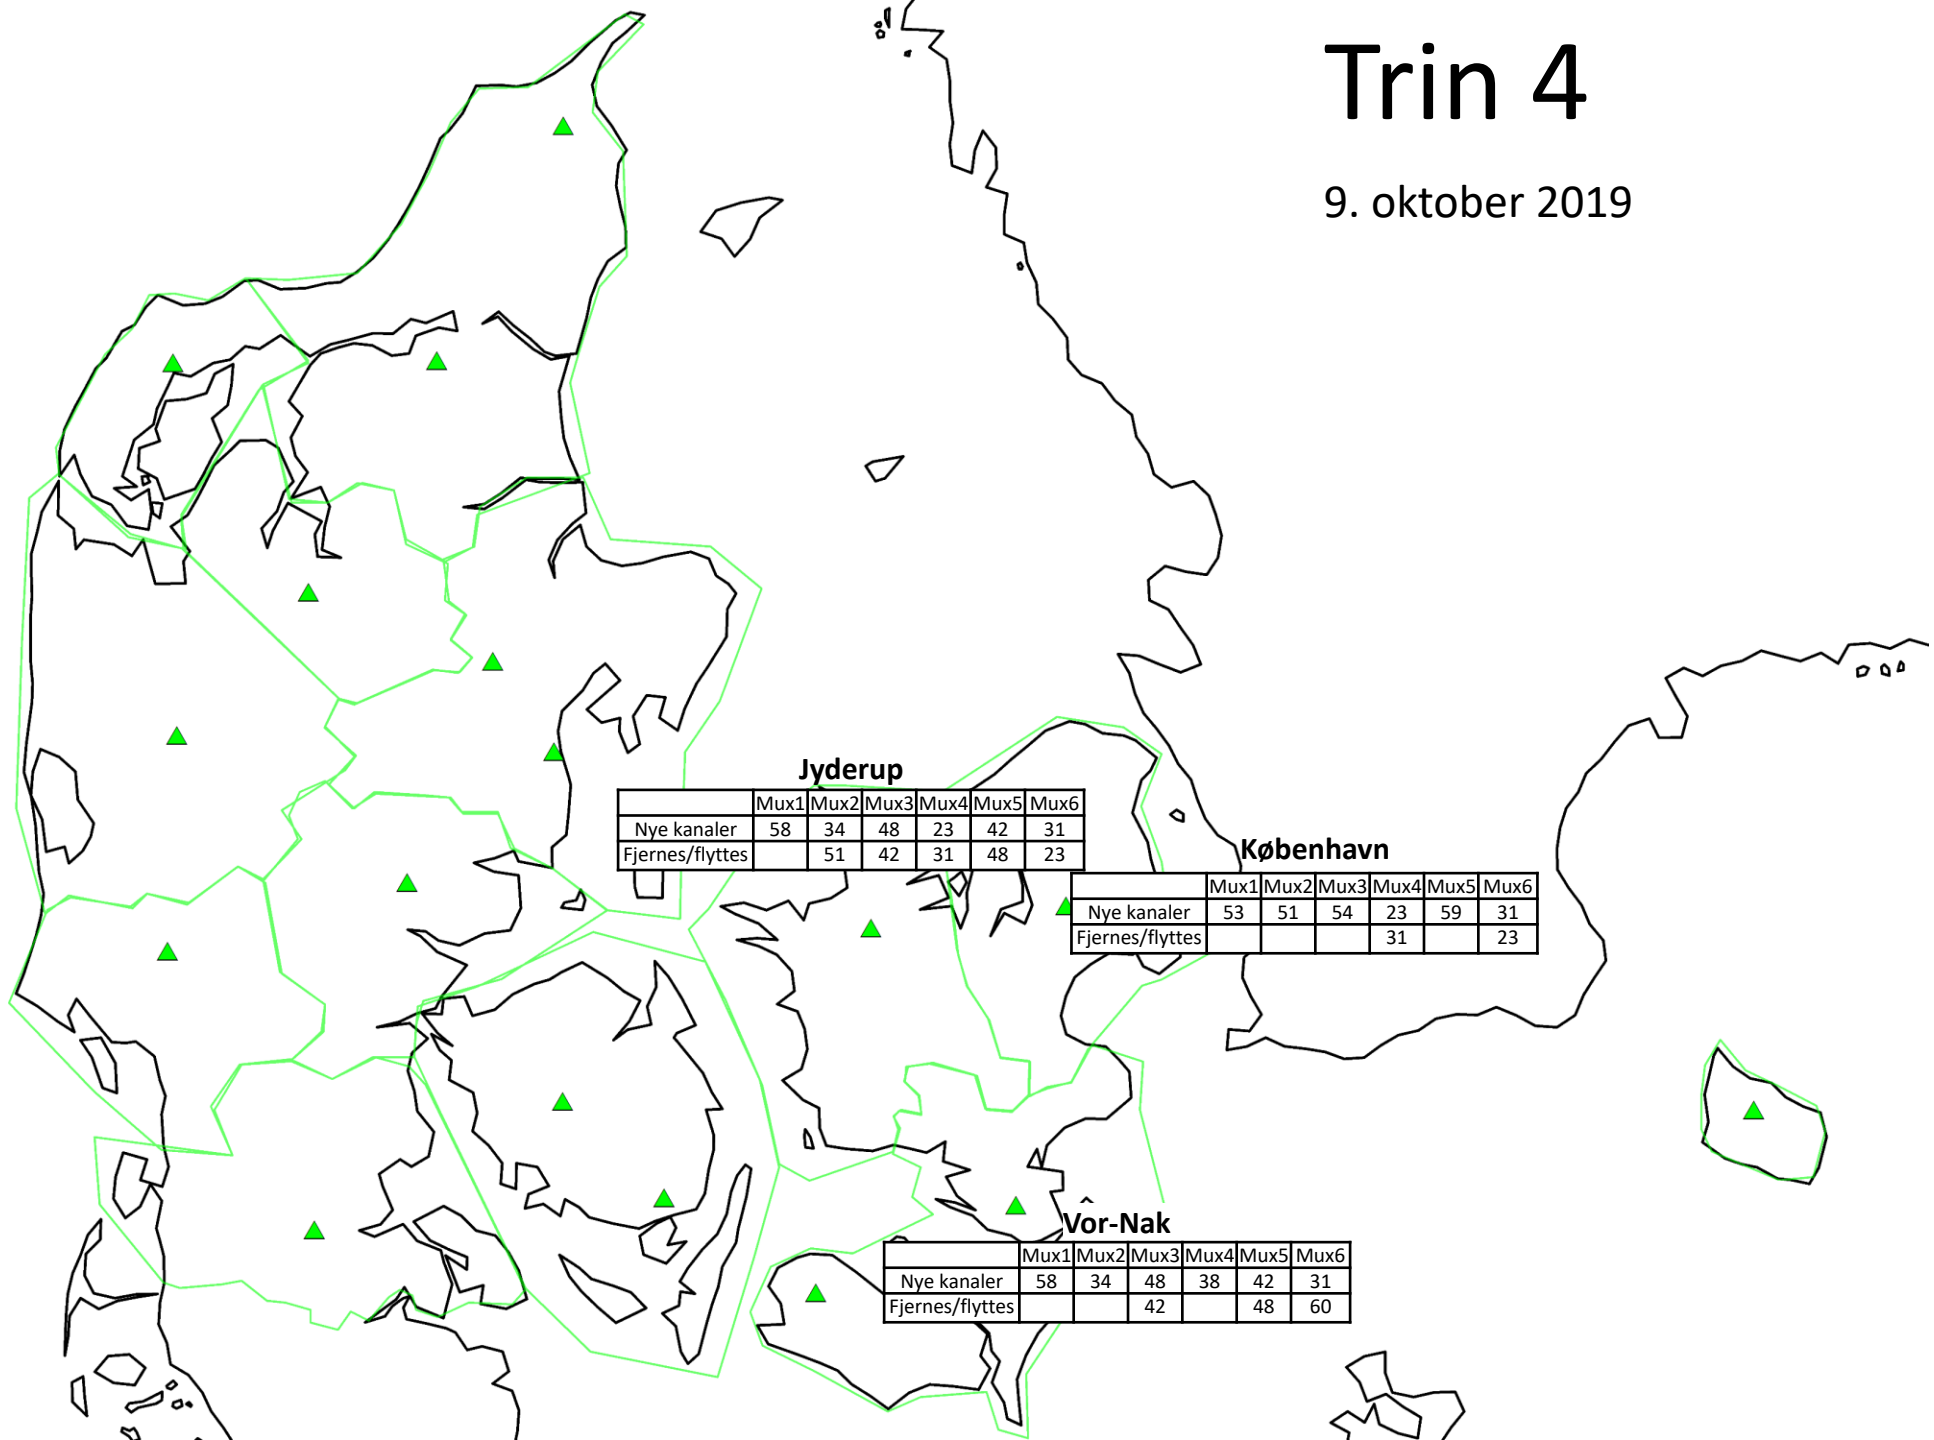 Trin 4
9. oktober 2019
Jyderup
Mux1 Mux2 Mux3 Mux4 Mux5 Mux6
Nye kanaler 58 34 48 23 42 31
Fjernes/flyttes 51 42 31 48 23
København
Mux1 Mux2 Mux3 Mux4 Mux5 Mux6
Nye kanaler 53 51 54 23 59 31
Fjernes/flyttes 31 23
Vor-Nak
Mux1 Mux2 Mux3 Mux4 Mux5 Mux6
Nye kanaler 58 34 48 38 42 31
Fjernes/flyttes 42 48 60